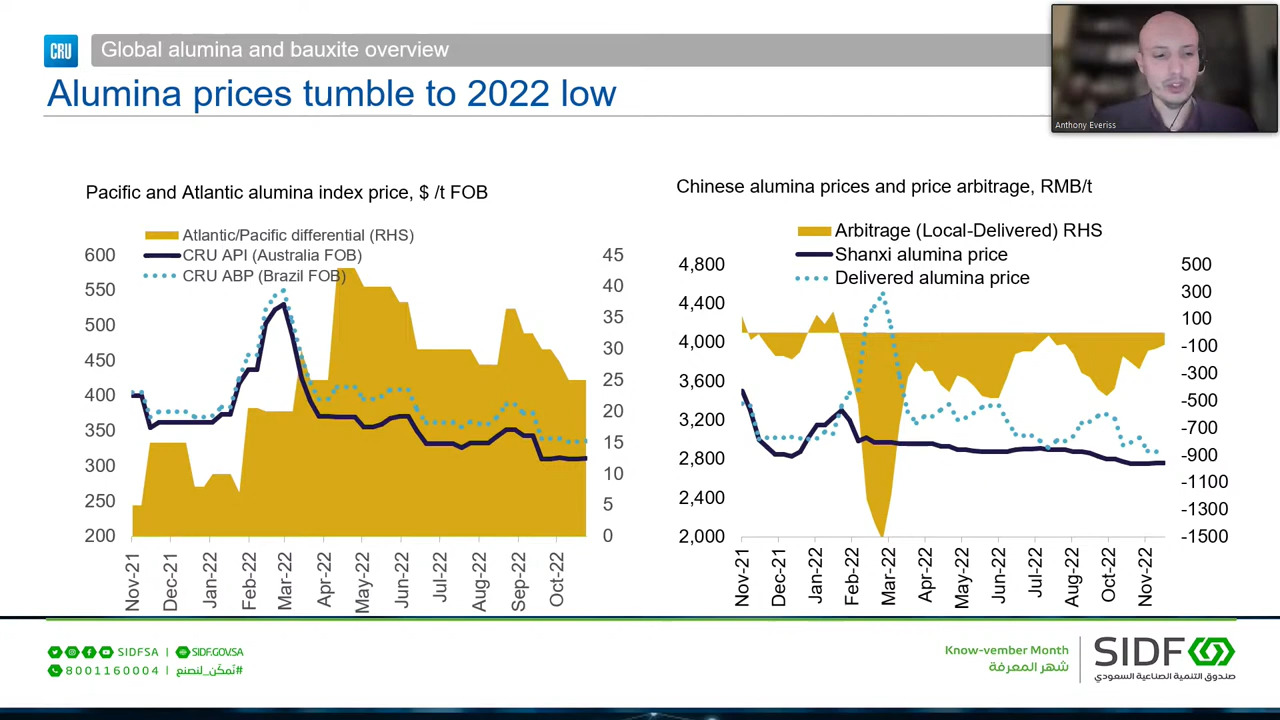 CRU
Global alumina and bauxite overview
Alumina prices tumble to 2022 low
Anthony Everiss
Pacific and Atlantic alumina index price, $ /t FOB
Atlantic/Pacific differential (RHS)
CRU API (Australia FOB)
CRU ABP (Brazil FOB)
600
550
500
450
400
350
300
250
200
45
40
35
30
25
20
15
10
5
0
Nov-21
Dec-21
Jan-22
Feb-22
Mar-22
Apr-22
May-22
Jun-22
Jul-22
Aug-22
Sep-22
Oct-22
Chinese alumina prices and price arbitrage, RMB/t
Arbitrage (Local-Delivered) RHS
Shanxi alumina price
Delivered alumina price
4,800
4,400
4,000
3,600
3,200
2,800
2,400
2,000
500
300
100
-100
-300
-500
-700
-900
-1100
-1300
-1500
Nov-21
Dec-21
Jan-22
Feb-22
Mar-22
Apr-22
May-22
Jun-22
Jul-22
Aug-22
Oct-22
Nov-22
SIDFSA | SIDF.GOV.SA
8001160004 | #نُمكّن_لنصنع
Know-vember Month
شهر المعرفة
SIDF
صندوق التنمية الصناعية السعودي